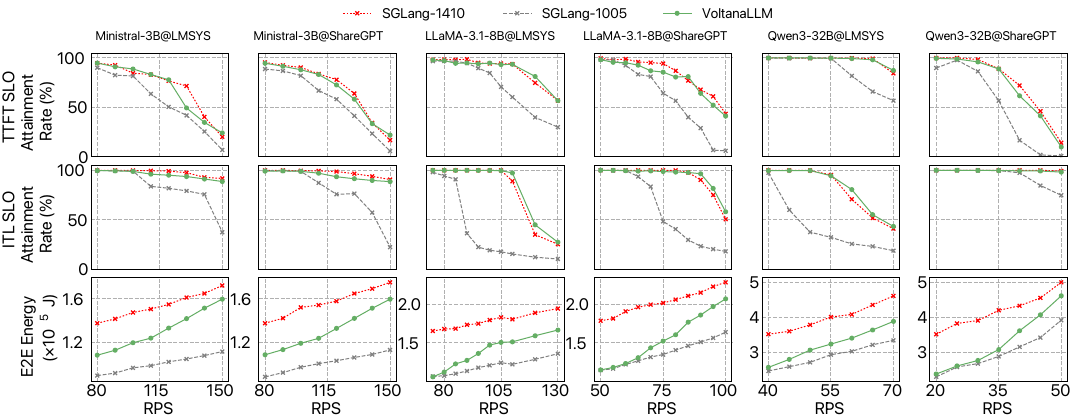 SGLang-1410 SGLang-1005 VoltanaLLM
Ministral-3B@LMSYS Ministral-3B@ShareGPT LLaMA-3.1-8B@LMSYS LLaMA-3.1-8B@ShareGPT Qwen3-32B@LMSYS Qwen3-32B@ShareGPT
TTFT SLO
Attainment
Rate (%)
100
50
0
ITL SLO
Attainment
Rate (%)
100
50
0
E2E Energy
(×10 5 J)
1.6
1.2
1.6
1.2
2.0
1.5
2.0
1.5
5
4
3
5
4
3
80 115 150 80 115 150 80 105 130 50 75 100 40 55 70 20 35 50
RPS RPS RPS RPS RPS RPS